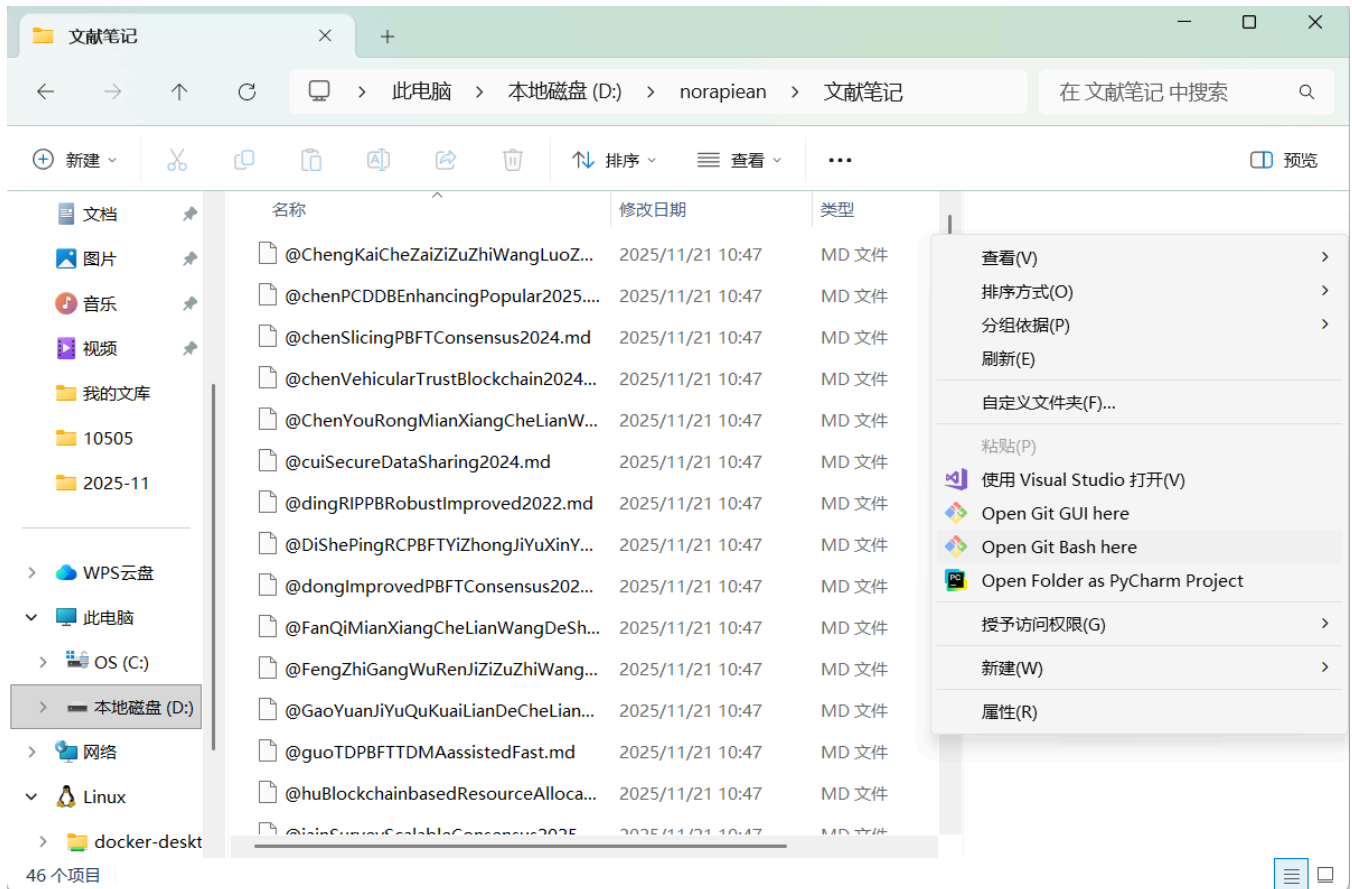 文献笔记
此电脑 > 本地磁盘 (D:) > norapiean > 文献笔记
在 文献笔记 中搜索
新建
排序
查看
预览
文档
图片
音乐
视频
我的文库
10505
2025-11
WPS云盘
此电脑
OS (C:)
本地磁盘 (D:)
网络
Linux
docker-deskt
名称 修改日期 类型
@ChengKaiCheZaiZiZuZhiWangLuoZ... 2025/11/21 10:47 MD 文件
@chenPCDDBEnhancingPopular2025.... 2025/11/21 10:47 MD 文件
@chenSlicingPBFTConsensus2024.md 2025/11/21 10:47 MD 文件
@chenVehicularTrustBlockchain2024... 2025/11/21 10:47 MD 文件
@ChenYouRongMianXiangCheLianW... 2025/11/21 10:47 MD 文件
@cuiSecureDataSharing2024.md 2025/11/21 10:47 MD 文件
@dingRIPPBRobustImproved2022.md 2025/11/21 10:47 MD 文件
@DiShePingRCPBFTYiZhongJiYuXinY... 2025/11/21 10:47 MD 文件
@dongImprovedPBFTConsensus202... 2025/11/21 10:47 MD 文件
@FanQiMianXiangCheLianWangDeSh... 2025/11/21 10:47 MD 文件
@FengZhiGangWuRenJiZiZuZhiWang... 2025/11/21 10:47 MD 文件
@GaoYuanJiYuQuKuaiLianDeCheLian... 2025/11/21 10:47 MD 文件
@guoTDPBFTTDMAassistedFast.md 2025/11/21 10:47 MD 文件
@huBlockchainbasedResourceAlloca... 2025/11/21 10:47 MD 文件
@jainSurveyScalableConsensus2025 2025/11/21 10:47 MD 文件
查看(V)
排序方式(O)
分组依据(P)
刷新(E)
自定义文件夹(F)...
粘贴(P)
使用 Visual Studio 打开(V)
Open Git GUI here
Open Git Bash here
Open Folder as PyCharm Project
授予访问权限(G)
新建(W)
属性(R)
46 个项目